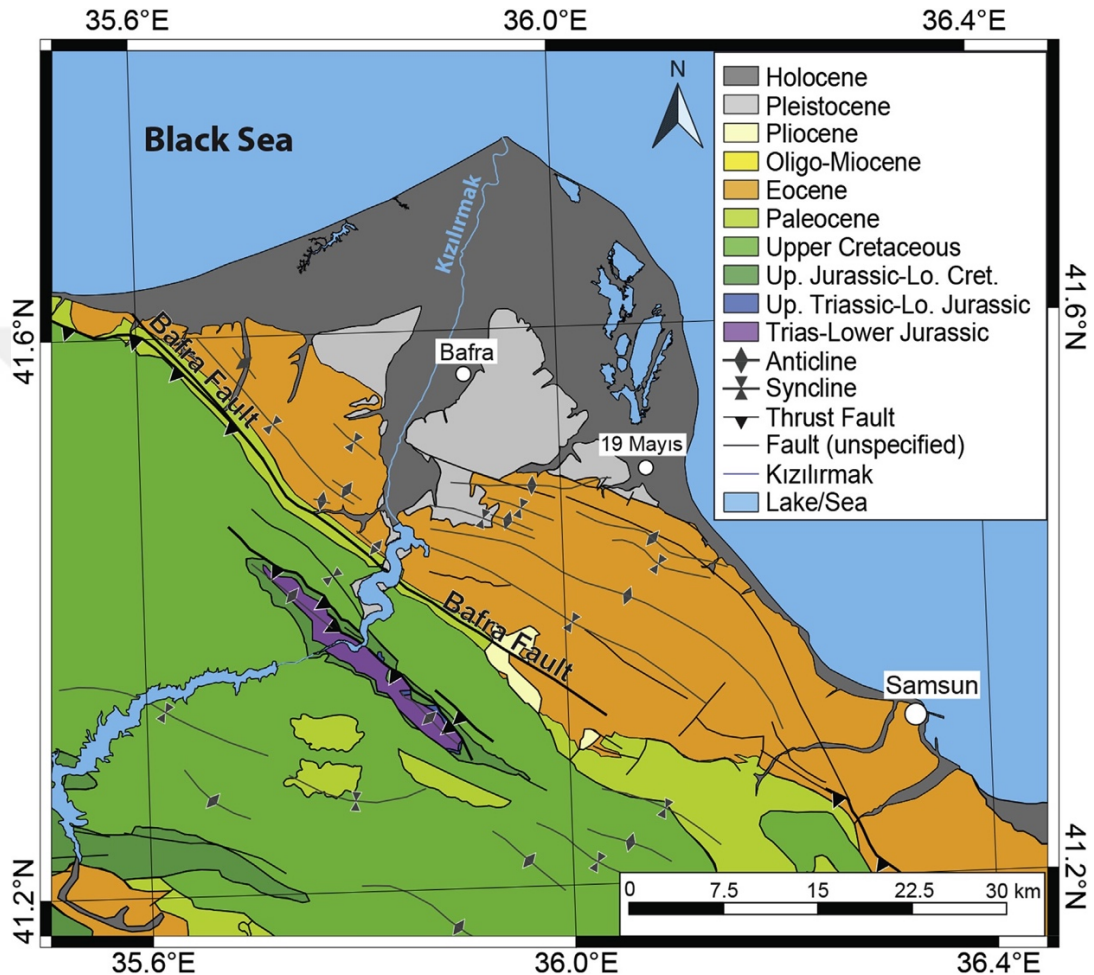 35.6°E
36.0°E
36.4°E
N
Black Sea
Kızılırmak
Holocene
Pleistocene
Pliocene
Oligo-Miocene
Eocene
Paleocene
Upper Cretaceous
Up. Jurassic-Lo. Cret.
Up. Triassic-Lo. Jurassic
Trias-Lower Jurassic
Anticline
Syncline
Thrust Fault
Fault (unspecified)
Kızılırmak
Lake/Sea
41.6°N
41.6°N
Bafra Fault
Bafra
19 Mayıs
Bafra Fault
Samsun
41.2°N
41.2°N
0 7.5 15 22.5 30 km
35.6°E
36.0°E
36.4°E